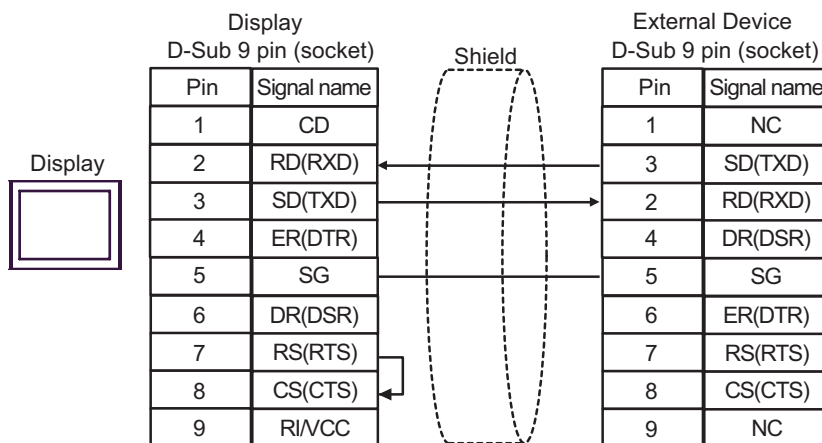 Display
D-Sub 9 pin (socket)
Shield
External Device
D-Sub 9 pin (socket)
Pin Signal name Pin Signal name
1 CD 1 NC
Display
2 RD(RXD) 3 SD(TXD)
3 SD(TXD) 2 RD(RXD)
4 ER(DTR) 4 DR(DSR)
5 SG 5 SG
6 DR(DSR) 6 ER(DTR)
7 RS(RTS) 7 RS(RTS)
8 CS(CTS) 8 CS(CTS)
9 RI/VCC 9 NC